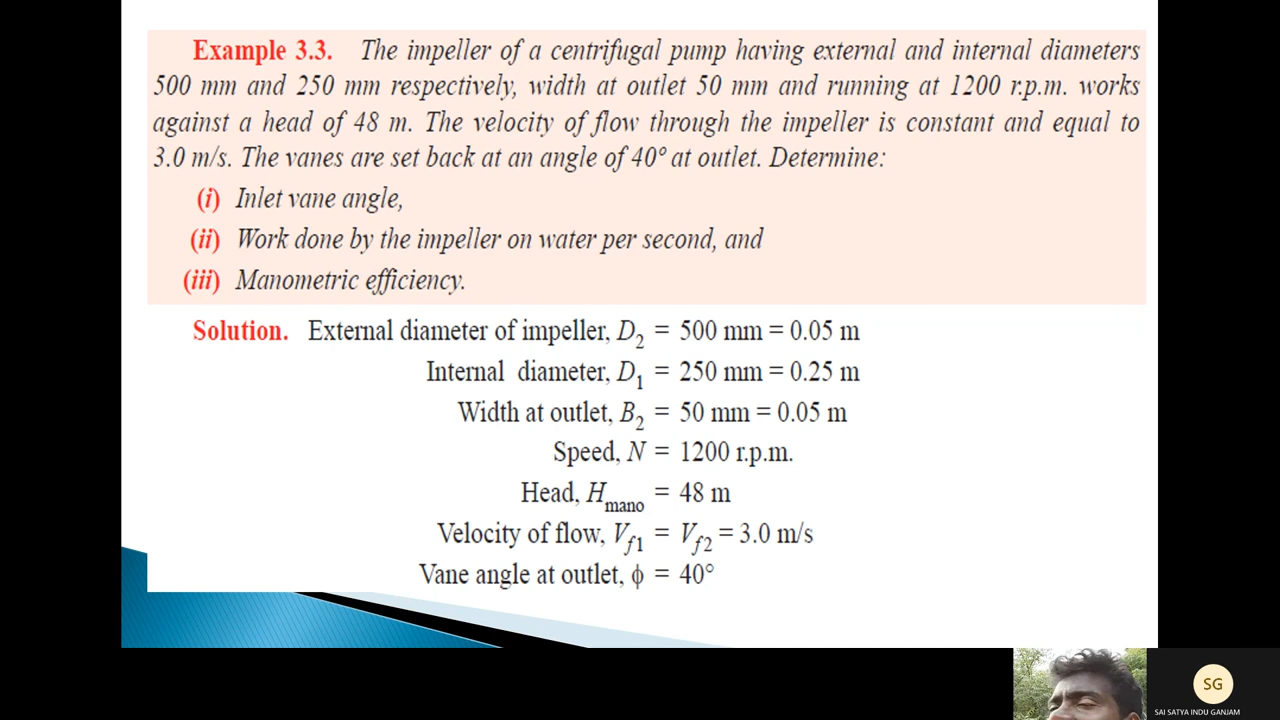 Example 3.3. The impeller of a centrifugal pump having external and internal diameters
500 mm and 250 mm respectively, width at outlet 50 mm and running at 1200 r.p.m. works
against a head of 48 m. The velocity of flow through the impeller is constant and equal to
3.0 m/s. The vanes are set back at an angle of 40° at outlet. Determine:
(i) Inlet vane angle,
(ii) Work done by the impeller on water per second, and
(iii) Manometric efficiency.
Solution. External diameter of impeller, D₂ = 500 mm = 0.05 m
Internal diameter, D₁ = 250 mm = 0.25 m
Width at outlet, B₂ = 50 mm = 0.05 m
Speed, N = 1200 r.p.m.
Head, Hmano = 48 m
Velocity of flow, Vf1 = Vf2 = 3.0 m/s
Vane angle at outlet, ϕ = 40°
SG
SAI SATYA INDU GANJAM